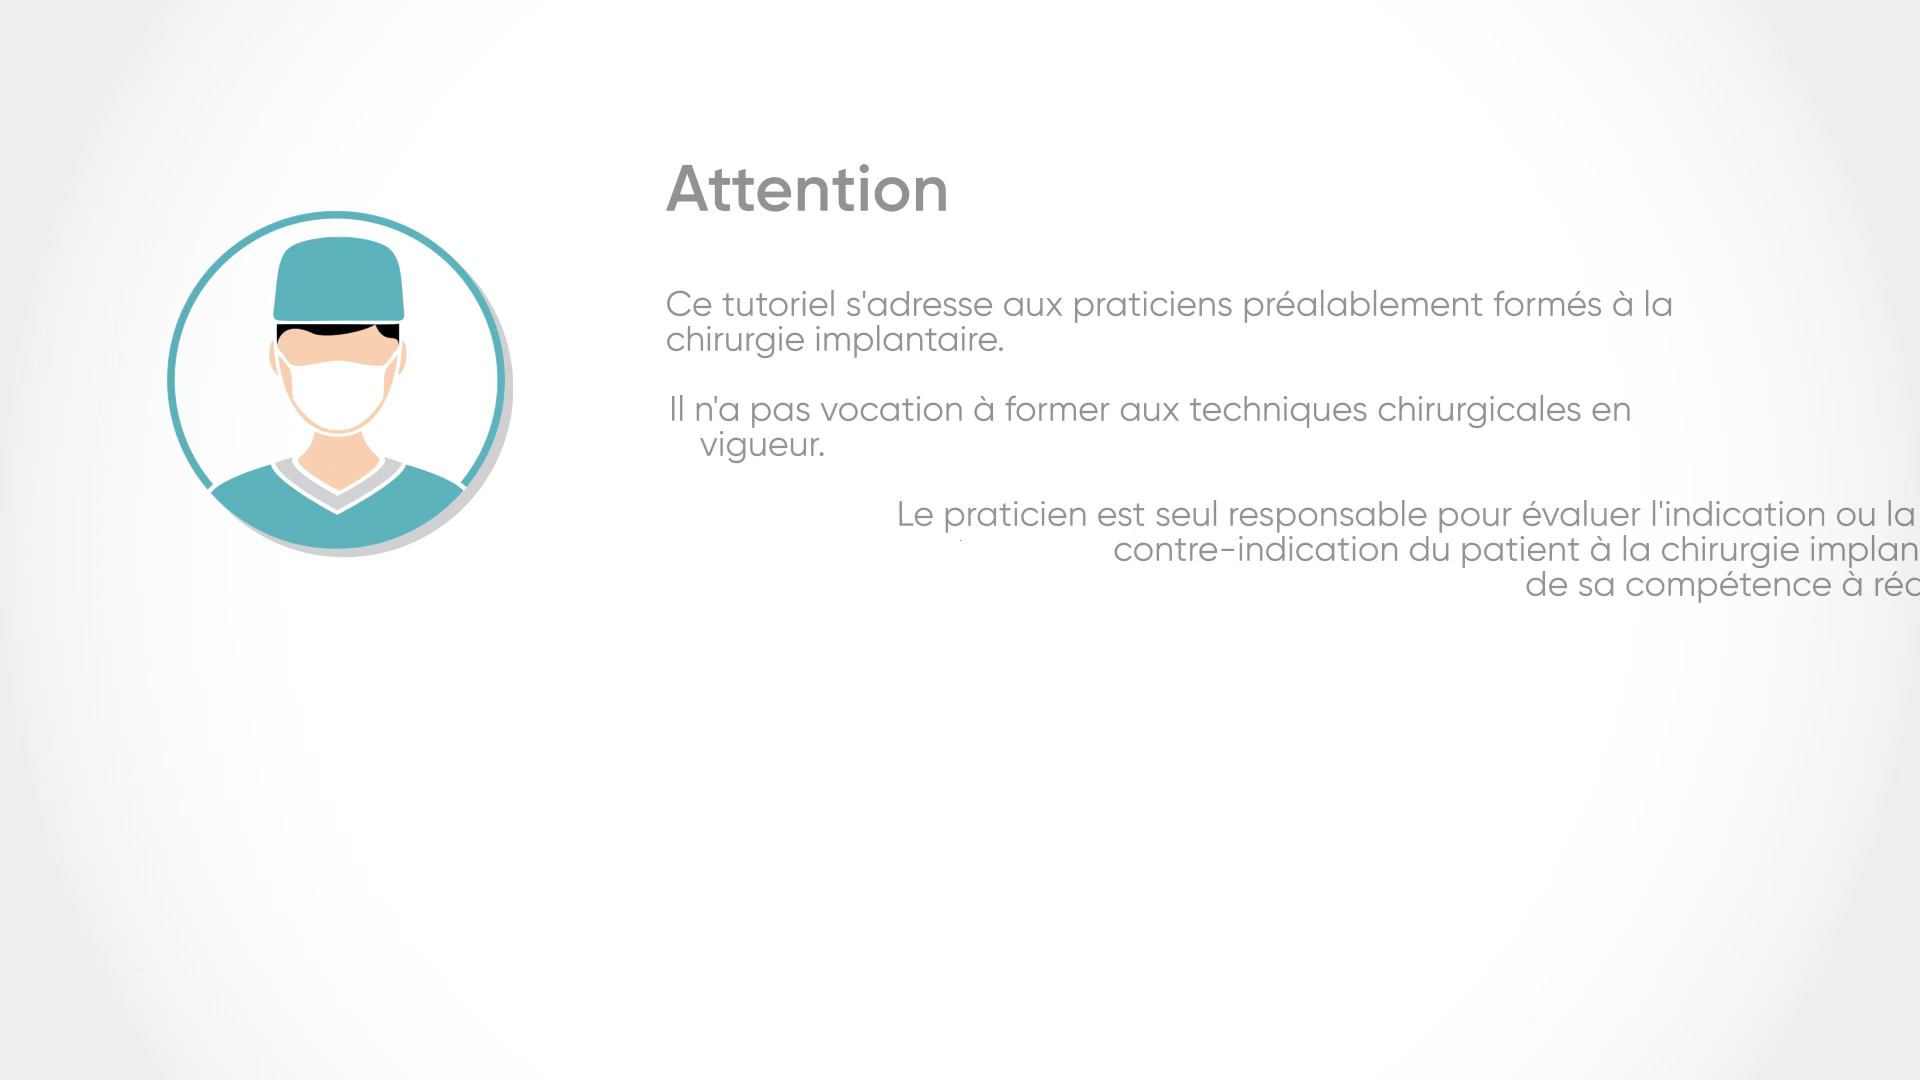 Attention
Ce tutoriel s'adresse aux praticiens préalablement formés à la
chirurgie implantaire.
Il n'a pas vocation à former aux techniques chirurgicales en
vigueur.
Le praticien est seul responsable pour évaluer l'indication ou la
contre-indication du patient à la chirurgie
de sa compétence à